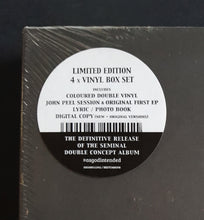 LIMITED EDITION
4 x VINYL BOX SET
INCLUDES
COLOURED DOUBLE VINYL
JOHN PEEL SESSION & ORIGINAL FIRST EP
LYRIC / PHOTO BOOK
DIGITAL COPY (NEW + ORIGINAL VERSIONS)
THE DEFINITIVE RELEASE
OF THE SEMINAL
DOUBLE CONCEPT ALBUM
#asgodintended